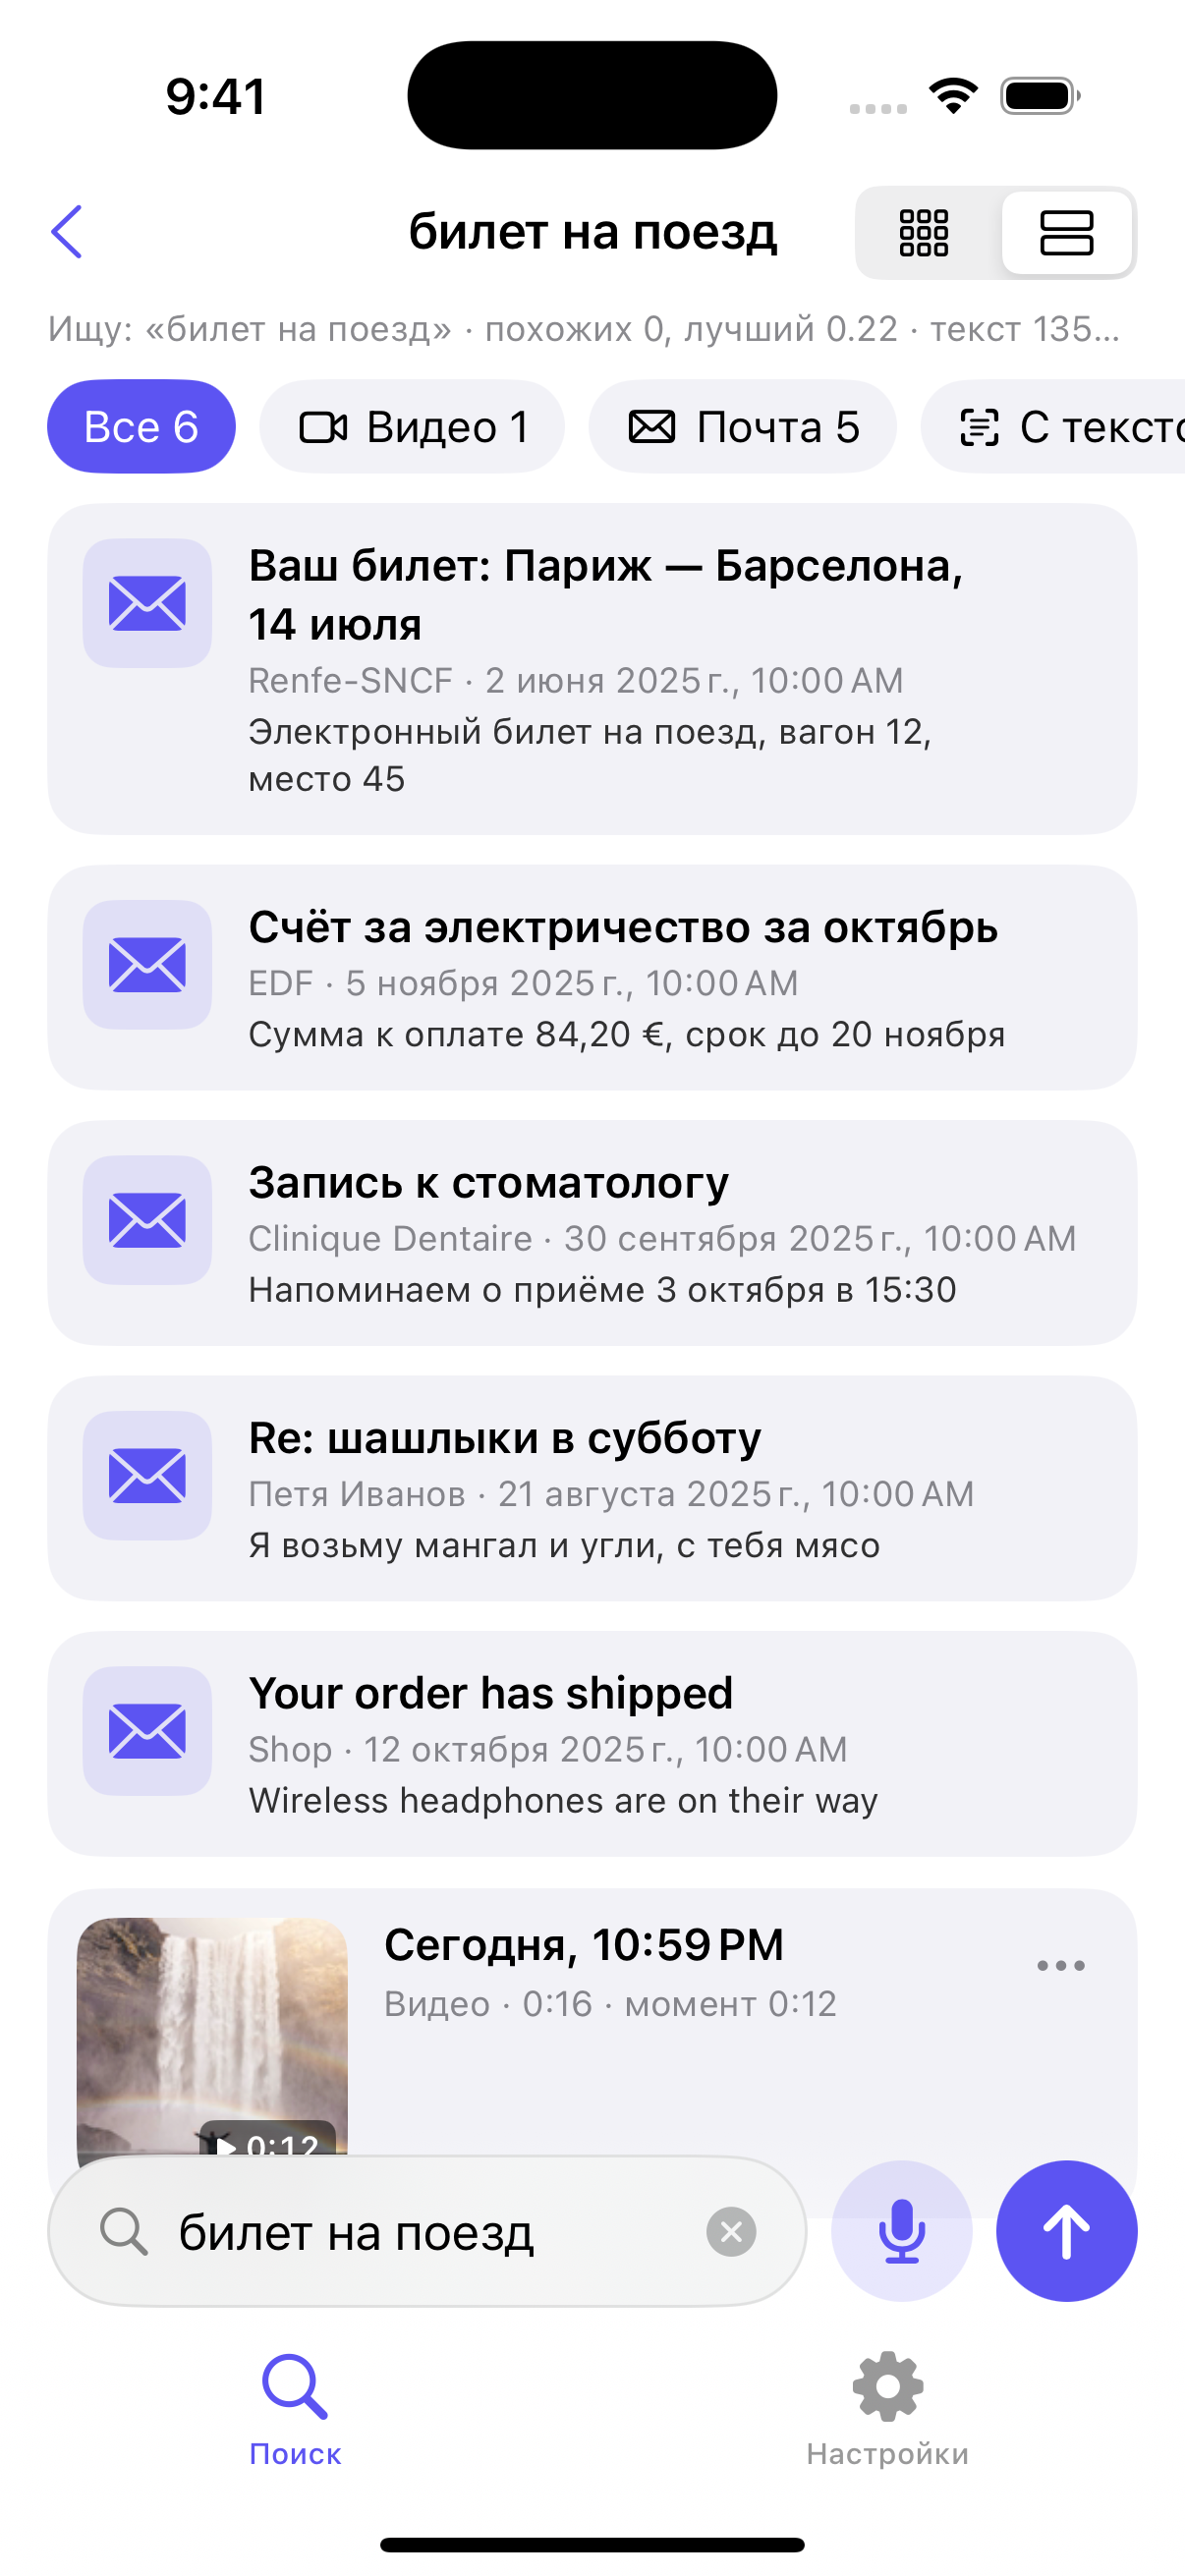 9:41
билет на поезд
Ищу: «билет на поезд» · похожих 0, лучший 0.22 · текст 135...
Все 6
Видео 1
Почта 5
С текст
Ваш билет: Париж — Барселона,
14 июля
Renfe-SNCF · 2 июня 2025 г., 10:00 AM
Электронный билет на поезд, вагон 12,
место 45
Счёт за электричество за октябрь
EDF · 5 ноября 2025 г., 10:00 AM
Сумма к оплате 84,20 €, срок до 20 ноября
Запись к стоматологу
Clinique Dentaire · 30 сентября 2025 г., 10:00 AM
Напоминаем о приёме 3 октября в 15:30
Re: шашлыки в субботу
Петя Иванов · 21 августа 2025 г., 10:00 AM
Я возьму мангал и угли, с тебя мясо
Your order has shipped
Shop · 12 октября 2025 г., 10:00 AM
Wireless headphones are on their way
Сегодня, 10:59 PM
Видео · 0:16 · момент 0:12
0:12
билет на поезд
Поиск
Настройки